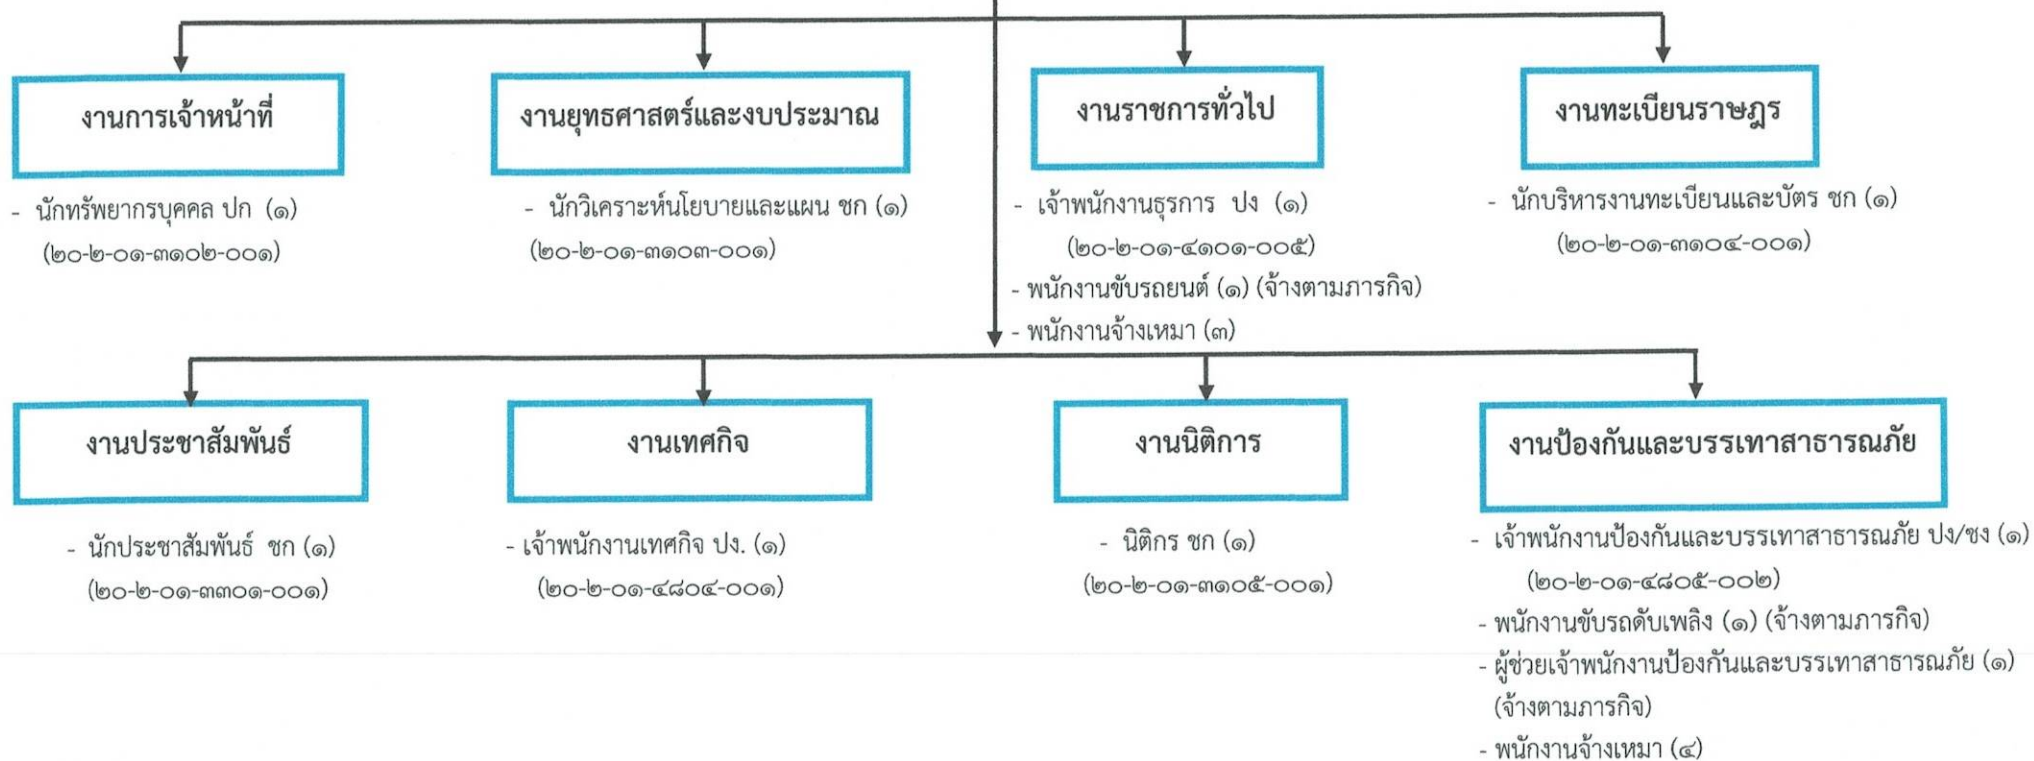 งานการเจ้าหน้าที่
- นักทรัพยากรบุคคล ปก (๑)
(๒๐-๒-๐๑-๓๑๐๒-๐๐๑)
งานยุทธศาสตร์และงบประมาณ
- นักวิเคราะห์นโยบายและแผน ชก (๑)
(๒๐-๒-๐๑-๓๑๐๓-๐๐๑)
งานราชการทั่วไป
- เจ้าพนักงานธุรการ ปง (๑)
(๒๐-๒-๐๑-๔๑๐๑-๐๐๕)
- พนักงานขับรถยนต์ (๑) (จ้างตามภารกิจ)
- พนักงานจ้างเหมา (๓)
งานทะเบียนราษฎร
- นักบริหารงานทะเบียนและบัตร ชก (๑)
(๒๐-๒-๐๑-๓๑๐๔-๐๐๑)
งานประชาสัมพันธ์
- นักประชาสัมพันธ์ ชก (๑)
(๒๐-๒-๐๑-๓๓๐๑-๐๐๑)
งานเทศกิจ
- เจ้าพนักงานเทศกิจ ปง. (๑)
(๒๐-๒-๐๑-๔๘๐๔-๐๐๑)
งานนิติการ
- นิติกร ชก (๑)
(๒๐-๒-๐๑-๓๑๐๕-๐๐๑)
งานป้องกันและบรรเทาสาธารณภัย
- เจ้าพนักงานป้องกันและบรรเทาสาธารณภัย ปง/ชง (๑)
(๒๐-๒-๐๑-๔๘๐๕-๐๐๒)
- พนักงานขับรถดับเพลิง (๑) (จ้างตามภารกิจ)
- ผู้ช่วยเจ้าพนักงานป้องกันและบรรเทาสาธารณภัย (๑)
(จ้างตามภารกิจ)
- พนักงานจ้างเหมา (๔)